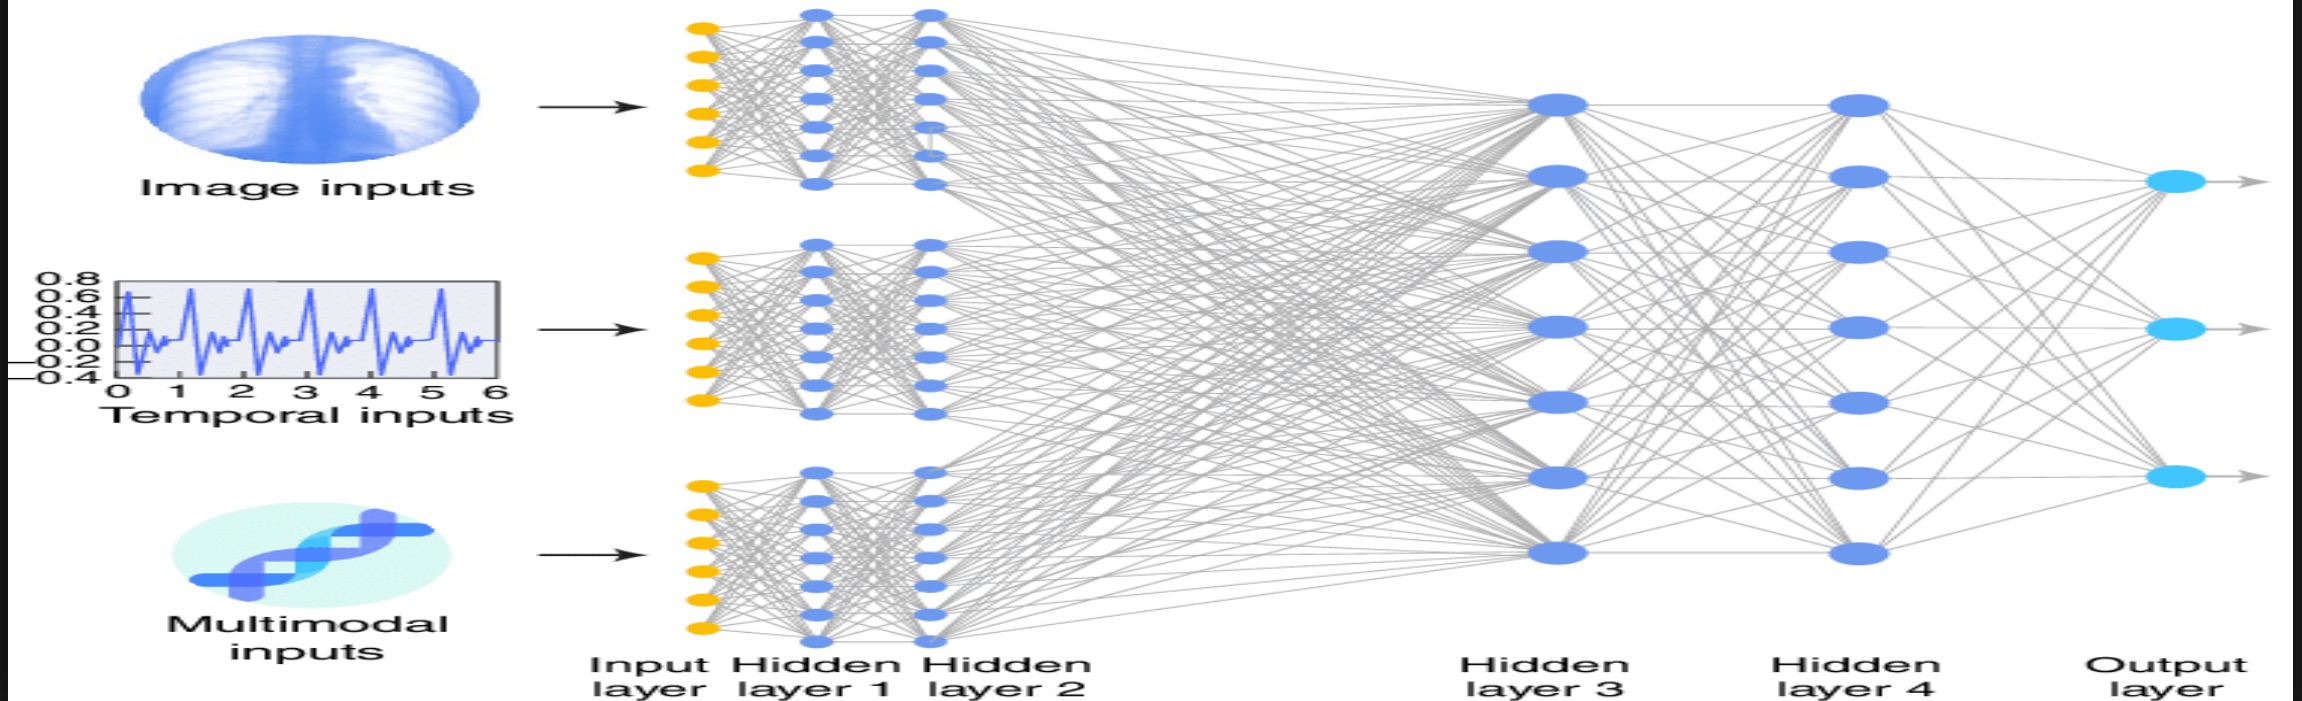 Image inputs
0.8
0.6
0.4
0.2
0.0
−0.2
−0.4
0 1 2 3 4 5 6
Temporal inputs
Multimodal
inputs
Input
layer
Hidden
layer 1
Hidden
layer 2
Hidden
layer 3
Hidden
layer 4
Output
layer